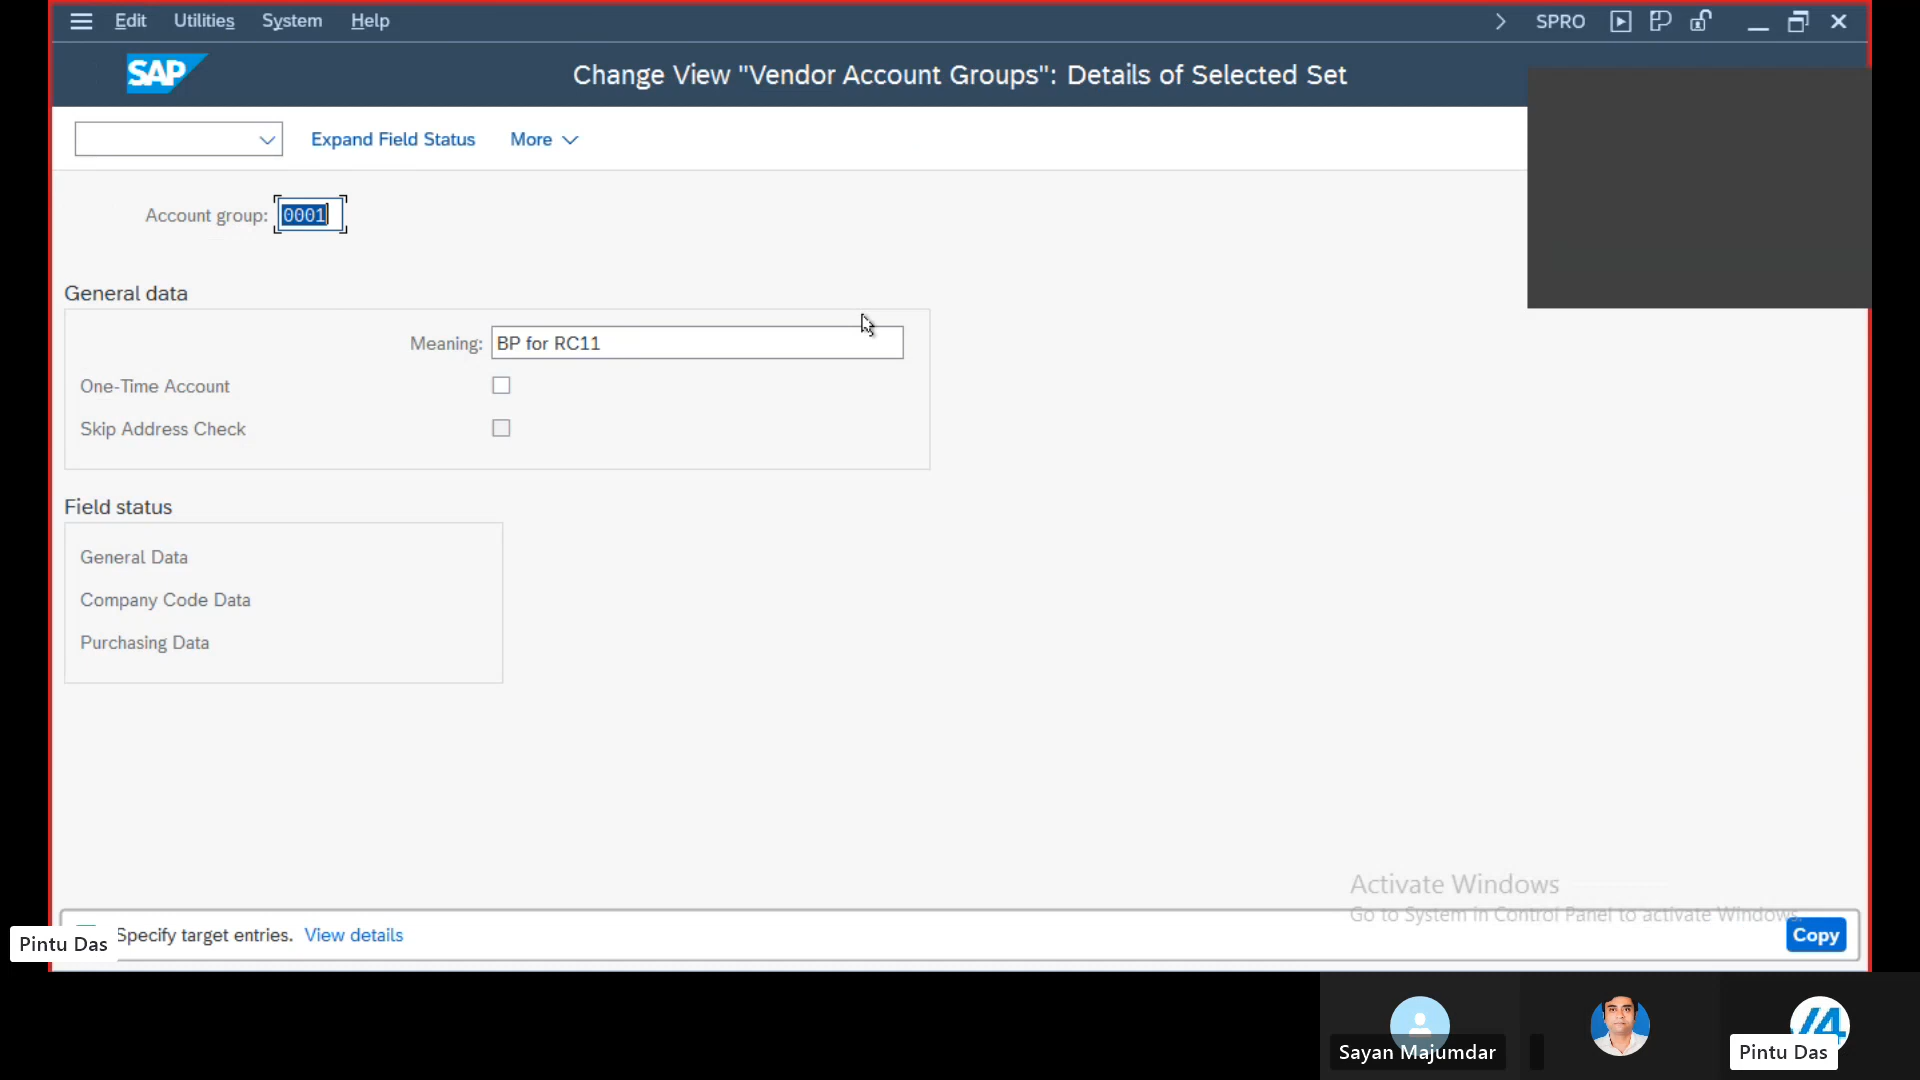 Edit Utilities System Help SPRO
SAP Change View "Vendor Account Groups": Details of Selected Set
Expand Field Status More
Account group: 0001
General data
Meaning: BP for RC11
One-Time Account
Skip Address Check
Field status
General Data
Company Code Data
Purchasing Data
Activate Windows
Go to System in Control Panel to activate Windows.
Specify target entries. View details Copy
Pintu Das
Sayan Majumdar
Pintu Das